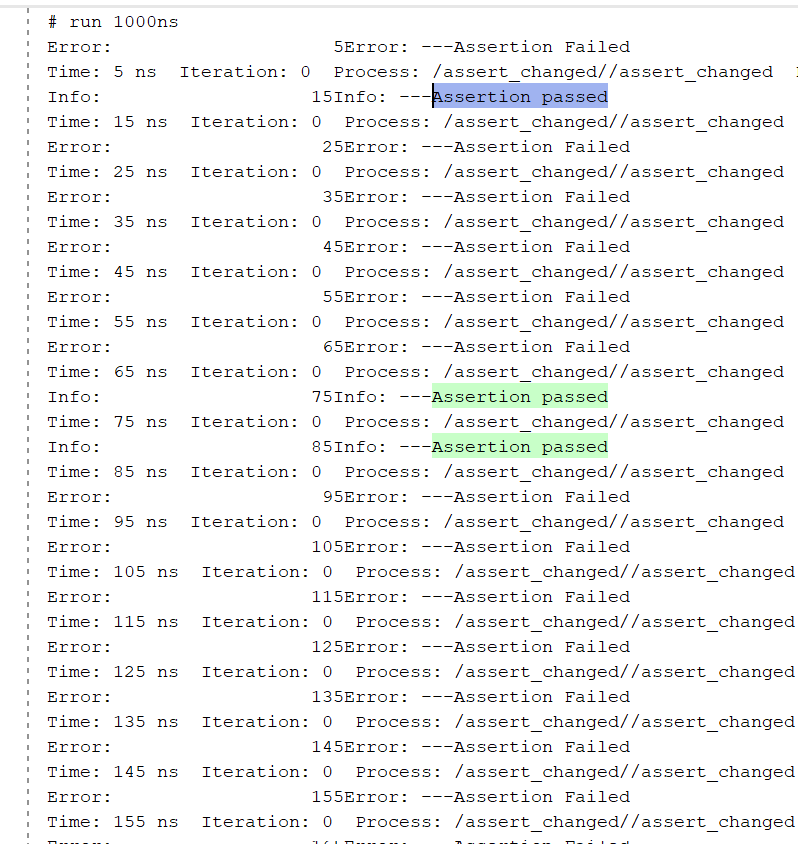 # run 1000ns
Error:                    5Error: ---Assertion Failed
Time: 5 ns  Iteration: 0  Process: /assert_changed//assert_changed
Info:                   15Info: ---Assertion passed
Time: 15 ns  Iteration: 0  Process: /assert_changed//assert_changed
Error:                   25Error: ---Assertion Failed
Time: 25 ns  Iteration: 0  Process: /assert_changed//assert_changed
Error:                   35Error: ---Assertion Failed
Time: 35 ns  Iteration: 0  Process: /assert_changed//assert_changed
Error:                   45Error: ---Assertion Failed
Time: 45 ns  Iteration: 0  Process: /assert_changed//assert_changed
Error:                   55Error: ---Assertion Failed
Time: 55 ns  Iteration: 0  Process: /assert_changed//assert_changed
Error:                   65Error: ---Assertion Failed
Time: 65 ns  Iteration: 0  Process: /assert_changed//assert_changed
Info:                   75Info: ---Assertion passed
Time: 75 ns  Iteration: 0  Process: /assert_changed//assert_changed
Info:                   85Info: ---Assertion passed
Time: 85 ns  Iteration: 0  Process: /assert_changed//assert_changed
Error:                   95Error: ---Assertion Failed
Time: 95 ns  Iteration: 0  Process: /assert_changed//assert_changed
Error:                  105Error: ---Assertion Failed
Time: 105 ns  Iteration: 0  Process: /assert_changed//assert_changed
Error:                  115Error: ---Assertion Failed
Time: 115 ns  Iteration: 0  Process: /assert_changed//assert_changed
Error:                  125Error: ---Assertion Failed
Time: 125 ns  Iteration: 0  Process: /assert_changed//assert_changed
Error:                  135Error: ---Assertion Failed
Time: 135 ns  Iteration: 0  Process: /assert_changed//assert_changed
Error:                  145Error: ---Assertion Failed
Time: 145 ns  Iteration: 0  Process: /assert_changed//assert_changed
Error:                  155Error: ---Assertion Failed
Time: 155 ns  Iteration: 0  Process: /assert_changed//assert_changed